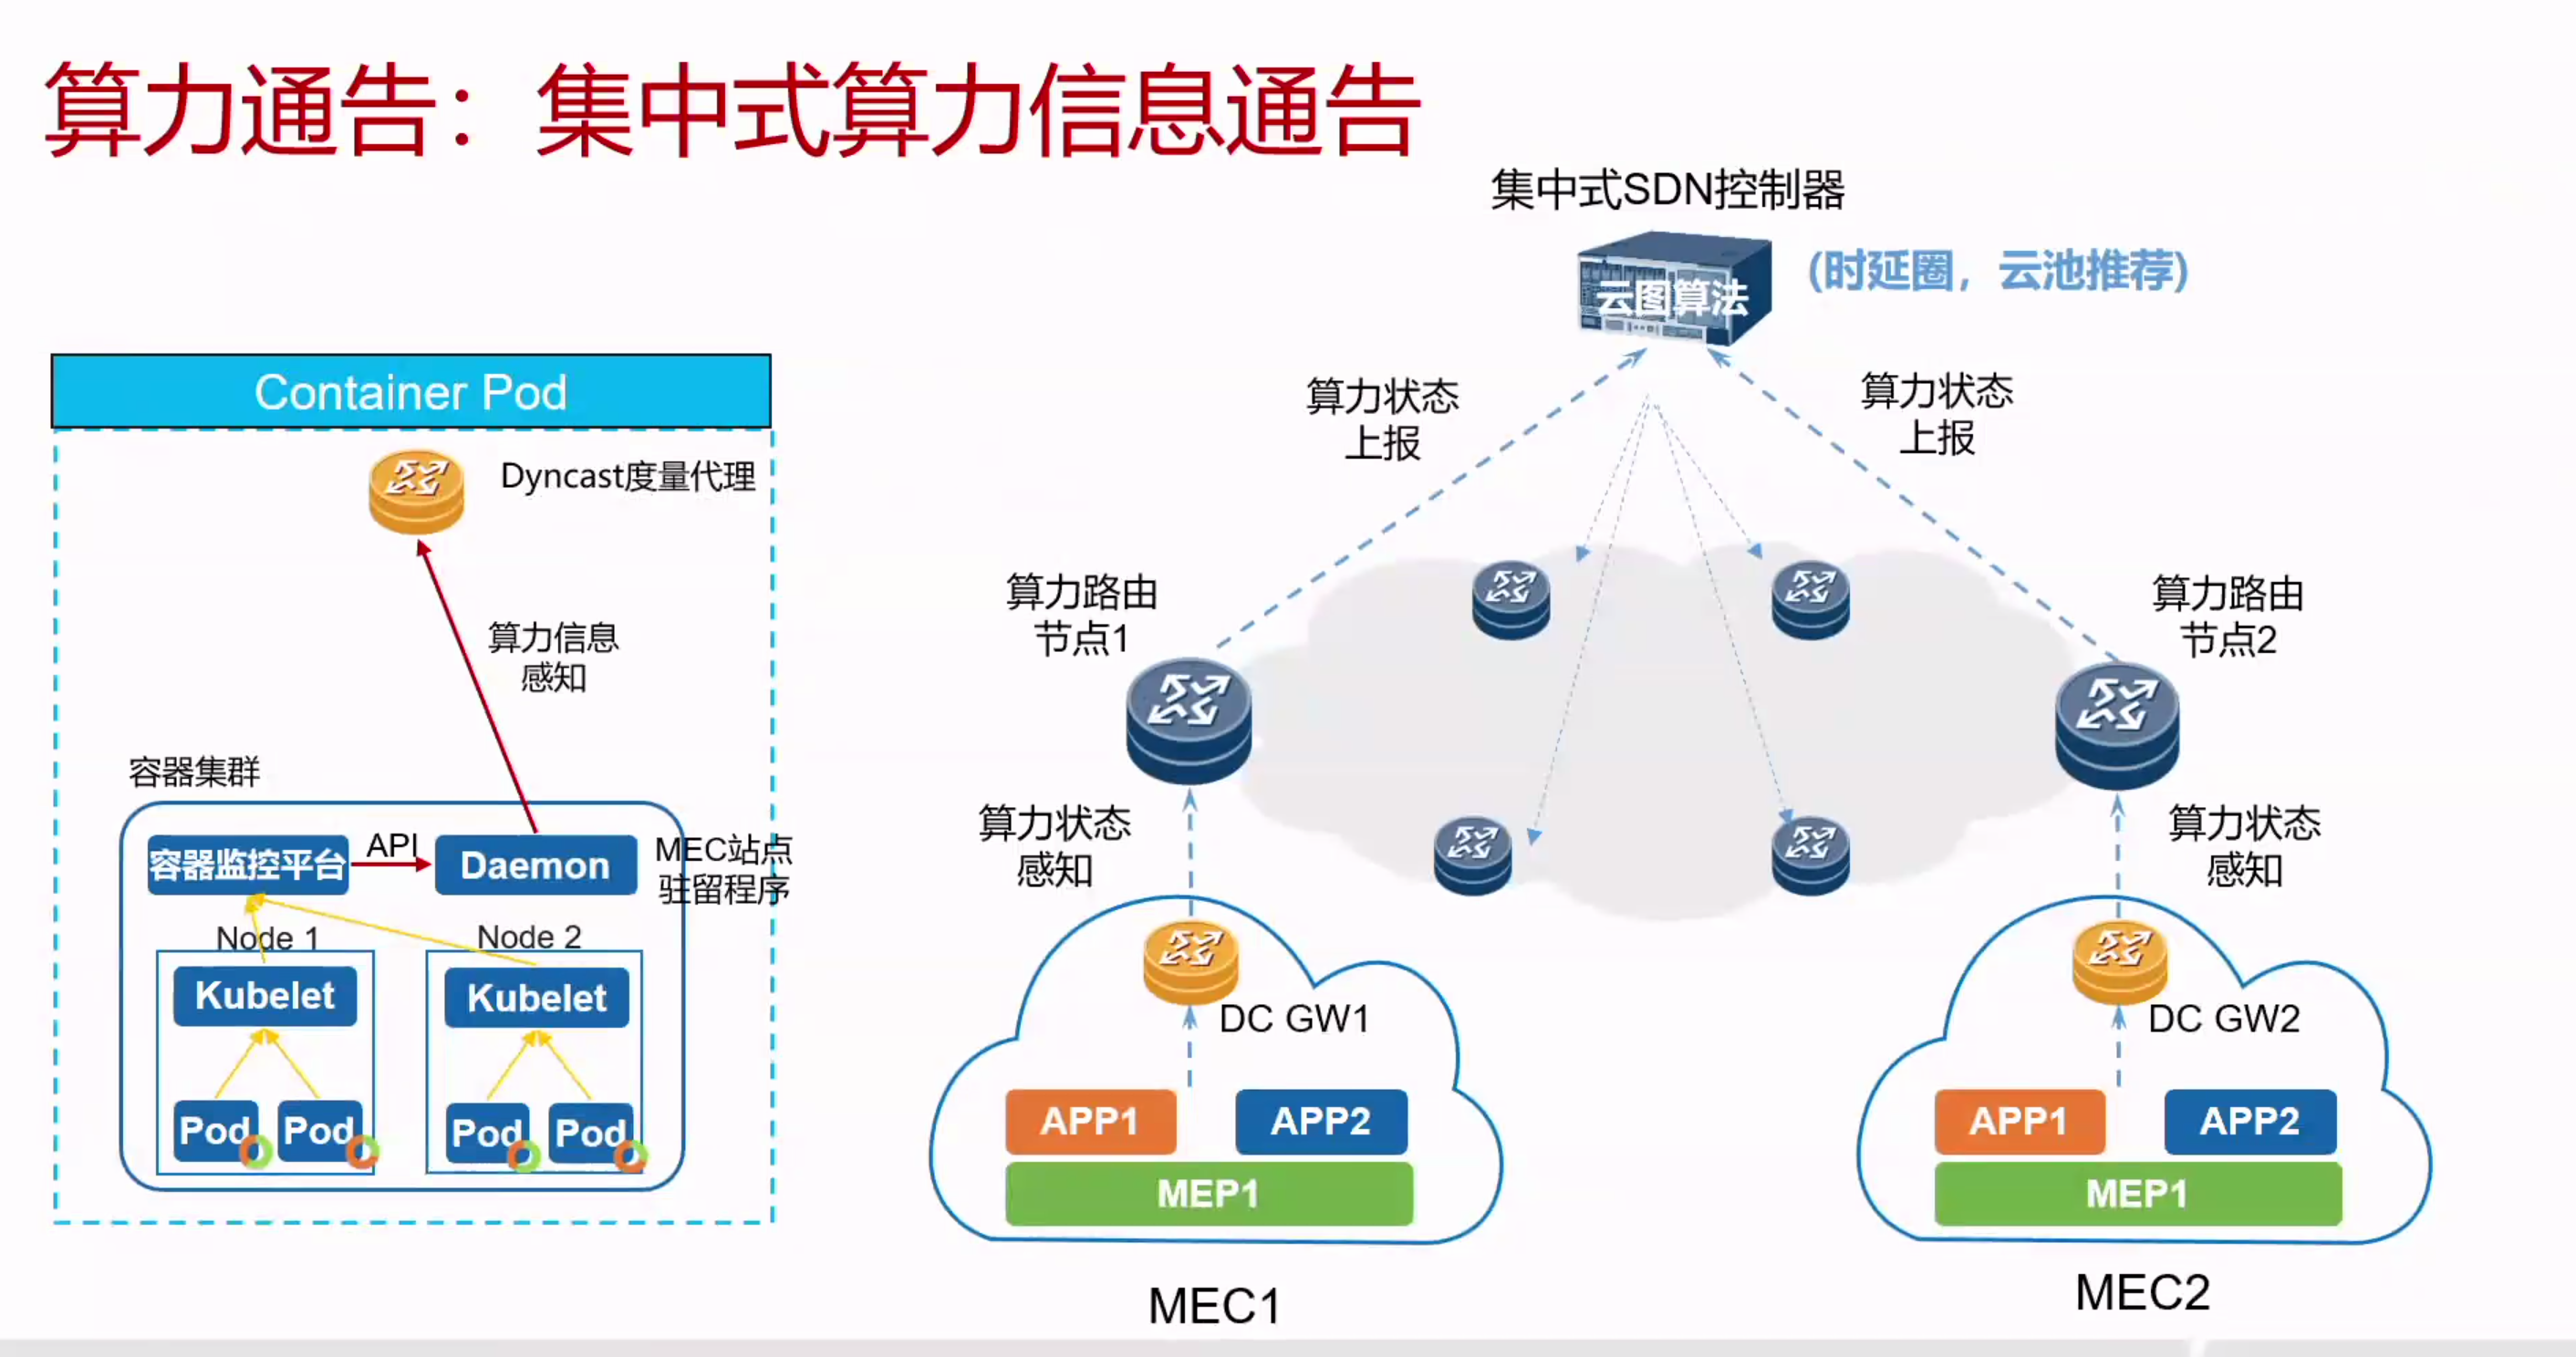 算力通告：集中式算力信息通告
集中式SDN控制器
云图算法
(时延圈，云池推荐)
Container Pod
Dyncast度量代理
算力信息
感知
容器集群
容器监控平台
API
Daemon
MEC站点
驻留程序
Node 1
Node 2
Kubelet
Kubelet
Pod
Pod
Pod
Pod
算力状态
上报
算力状态
上报
算力路由
节点1
算力路由
节点2
算力状态
感知
算力状态
感知
DC GW1
APP1
APP2
MEP1
MEC1
DC GW2
APP1
APP2
MEP1
MEC2